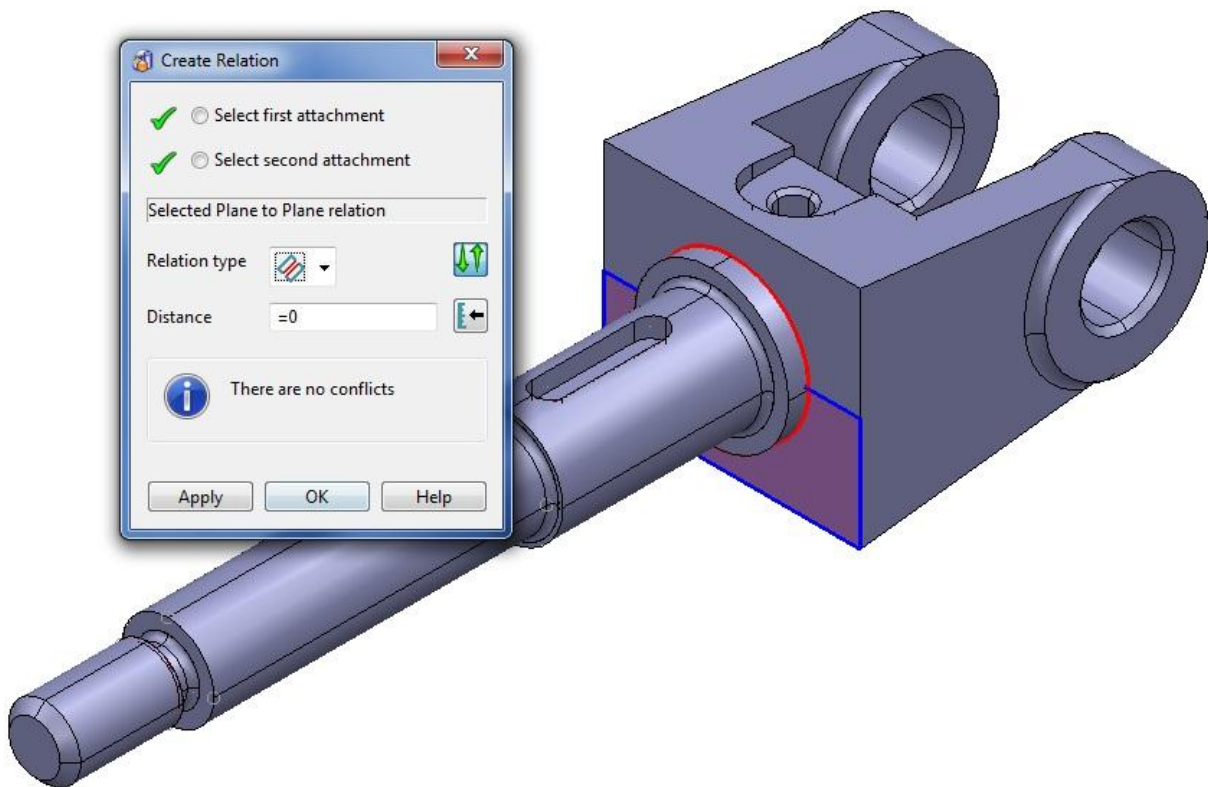 Create Relation
Select first attachment
Select second attachment
Selected Plane to Plane relation
Relation type
Distance =0
There are no conflicts
Apply OK Help